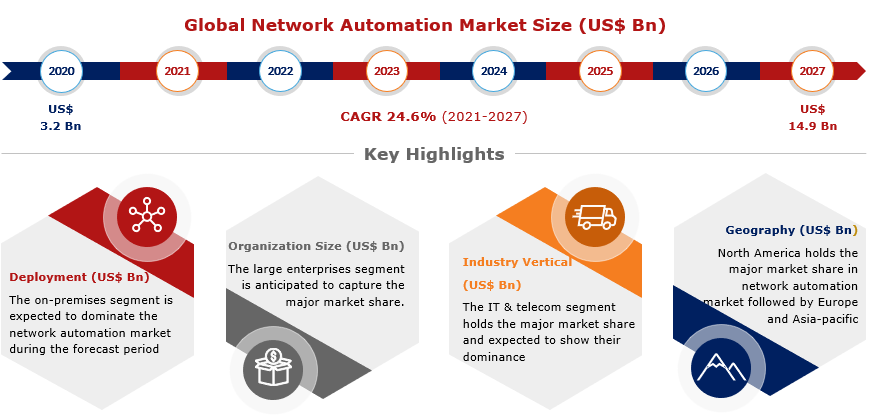 Global Network Automation Market Size (US$ Bn)
2020
2021
2022
2023
2024
2025
2026
2027
US$
3.2 Bn
CAGR 24.6% (2021-2027)
US$
14.9 Bn
Key Highlights
Deployment (US$ Bn)
The on-premises segment is
expected to dominate the
network automation market
during the forecast period
Organization Size (US$ Bn)
The large enterprises segment
is anticipated to capture the
major market share.
$
Industry Vertical
(US$ Bn)
The IT & telecom segment
holds the major market share
and expected to show their
dominance
Geography (US$ Bn)
North America holds the
major market share in
network automation
market followed by Europe
and Asia-pacific